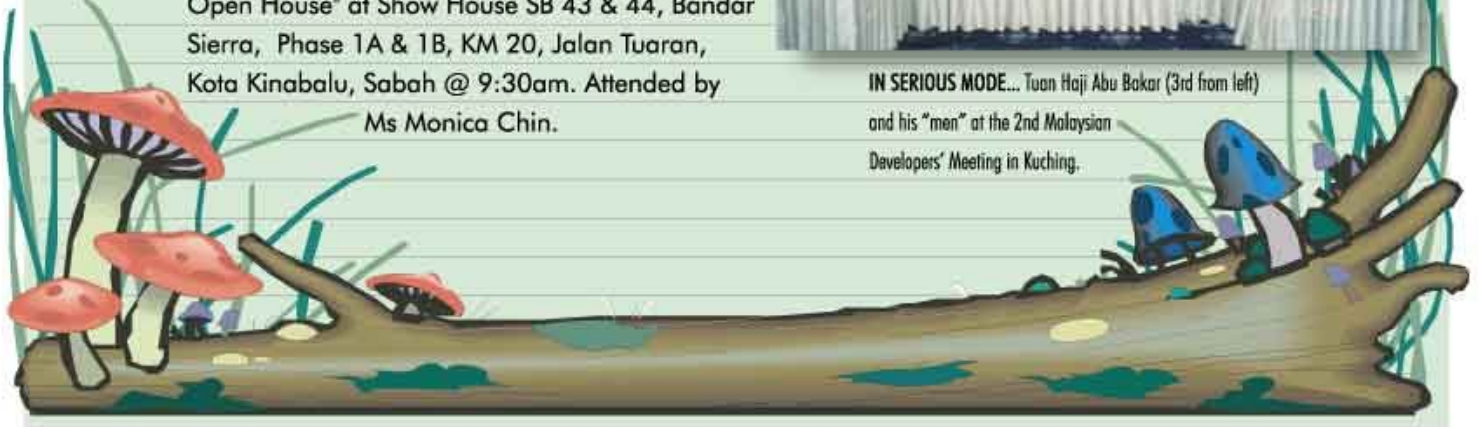 Open House" at Show House SB 43 & 44, Bandar
Sierra, Phase 1A & 1B, KM 20, Jalan Tuaran,
Kota Kinabalu, Sabah @ 9:30am. Attended by
Ms Monica Chin.
IN SERIOUS MODE... Tuan Haji Abu Bakar (3rd from left)
and his "men" at the 2nd Malaysian
Developers' Meeting in Kuching.